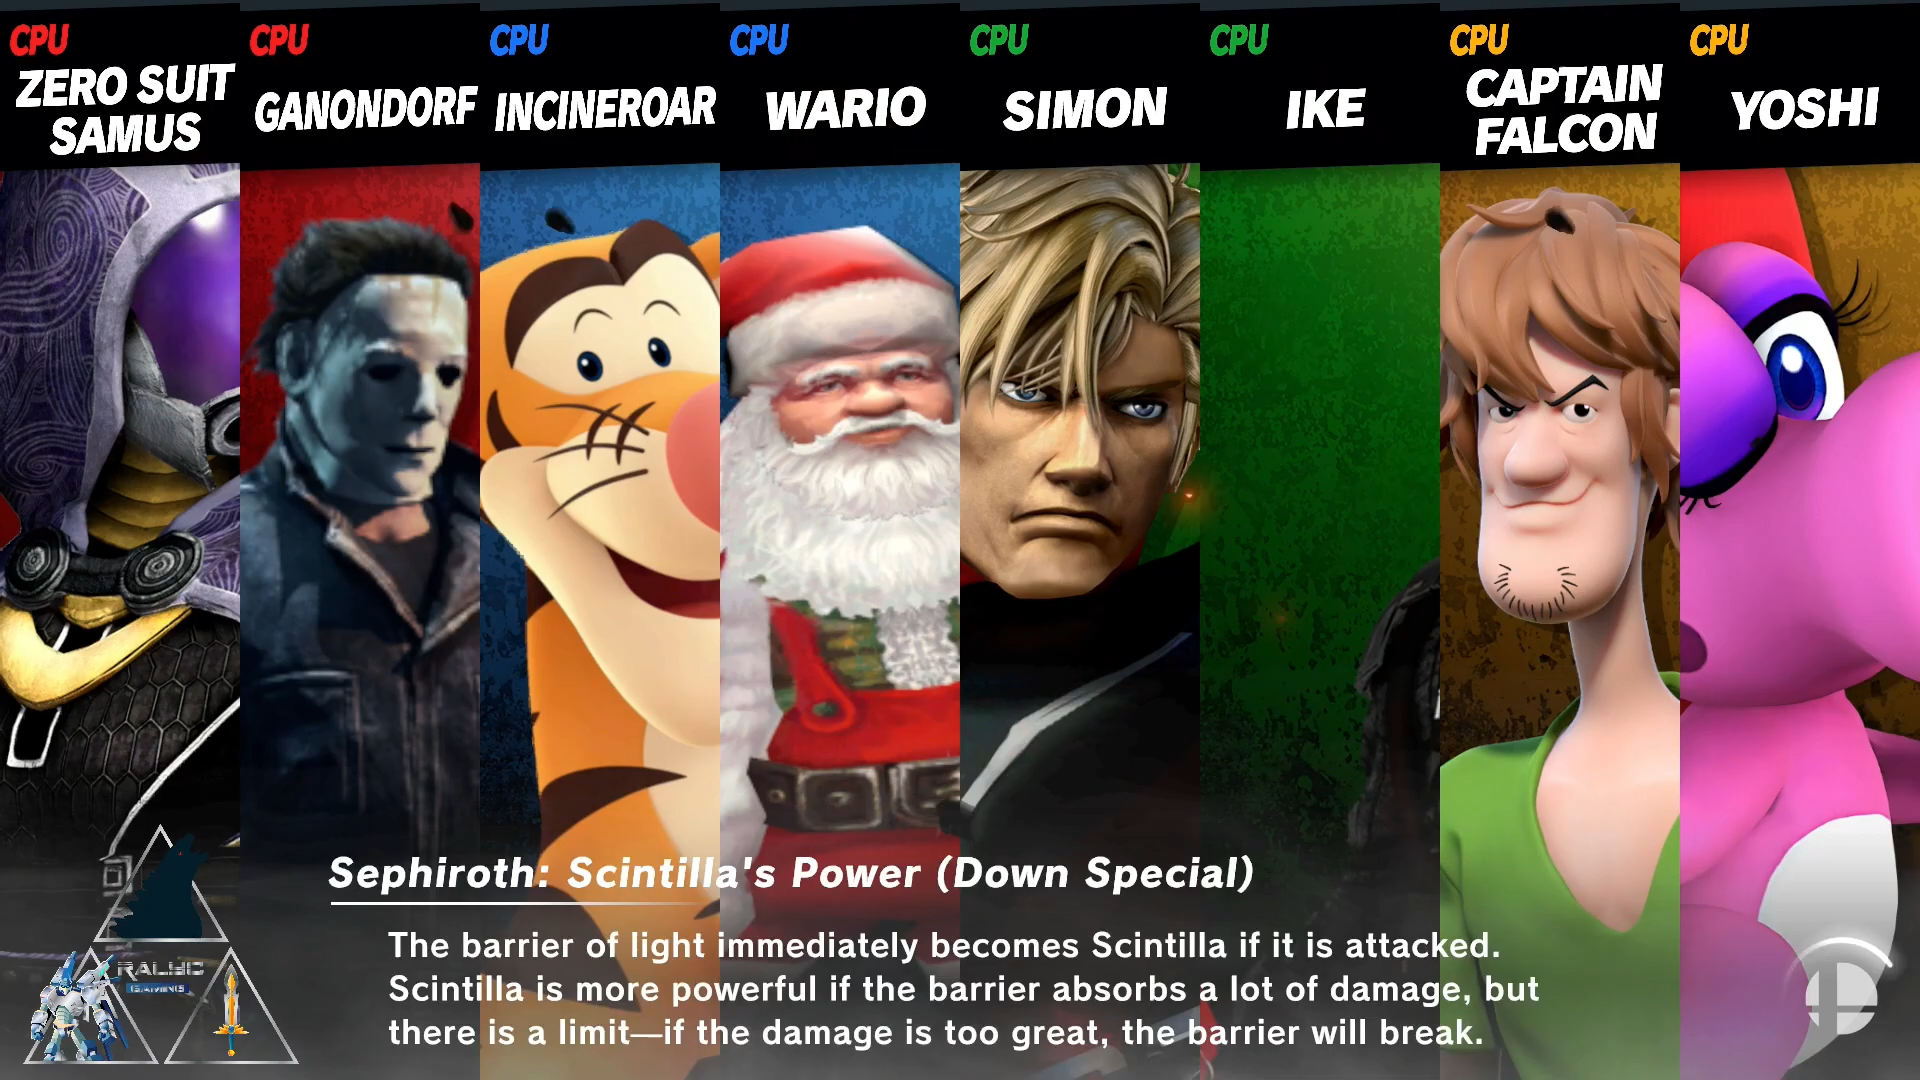 CPU CPU CPU CPU CPU CPU CPU CPU
ZERO SUIT
SAMUS
GANONDORF
INCINEROAR
WARIO
SIMON
IKE
CAPTAIN
FALCON
YOSHI
Sephiroth: Scintilla's Power (Down Special)
The barrier of light immediately becomes Scintilla if it is attacked.
Scintilla is more powerful if the barrier absorbs a lot of damage, but
there is a limit—if the damage is too great, the barrier will break.
GAMING